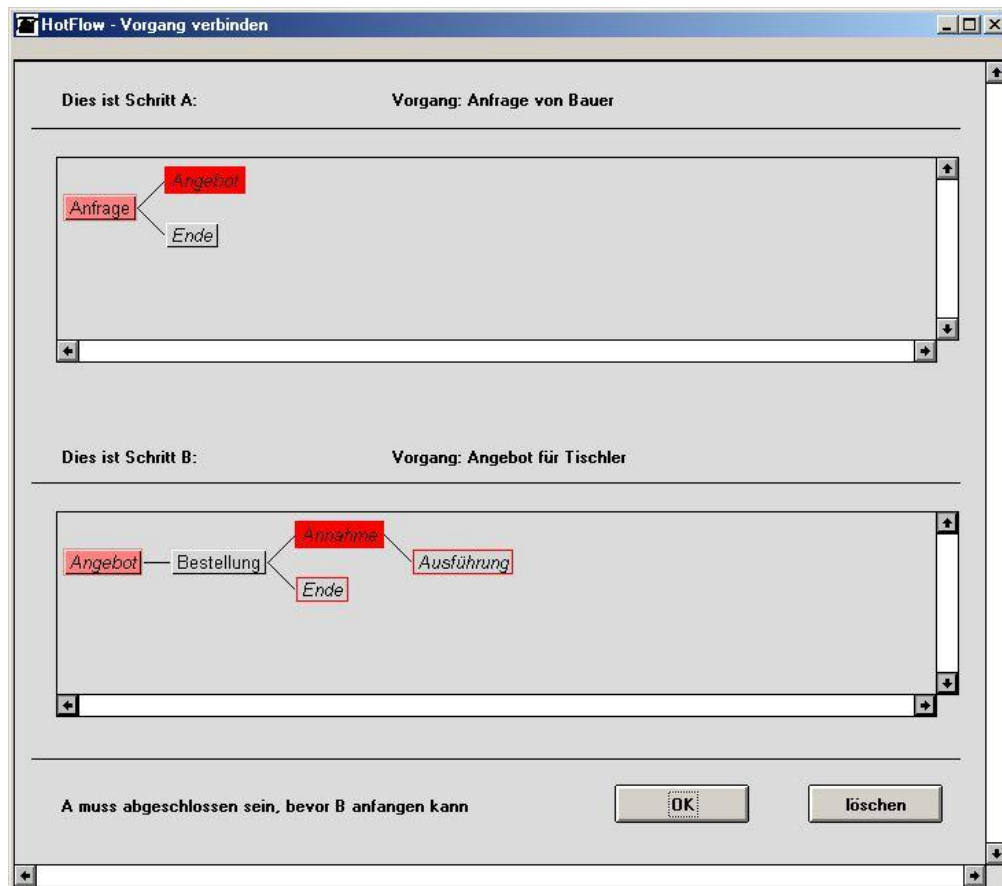 HotFlow - Vorgang verbinden
Dies ist Schritt A: Vorgang: Anfrage von Bauer
Angebot
Anfrage
Ende
Dies ist Schritt B: Vorgang: Angebot für Tischler
Annahme
Angebot Bestellung Ausführung
Ende
A muss abgeschlossen sein, bevor B anfangen kann OK löschen